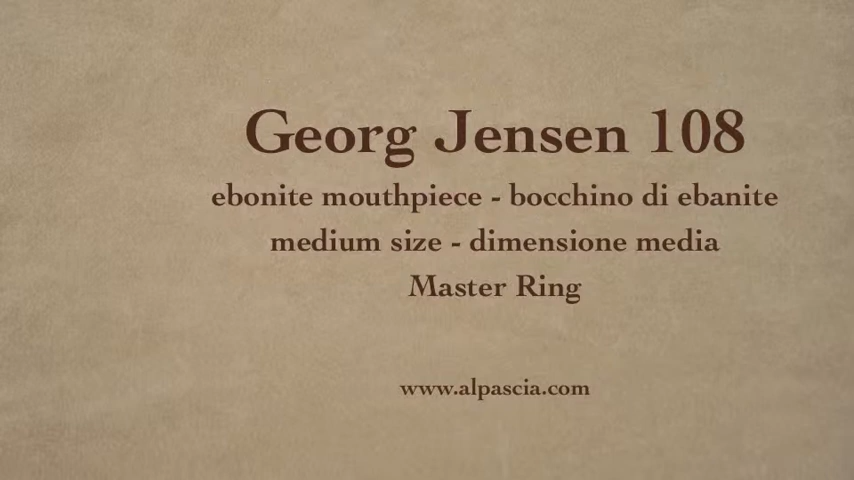 Georg Jensen 108
ebonite mouthpiece - bocchino di ebanite
medium size - dimensione media
Master Ring
www.alpascia.com